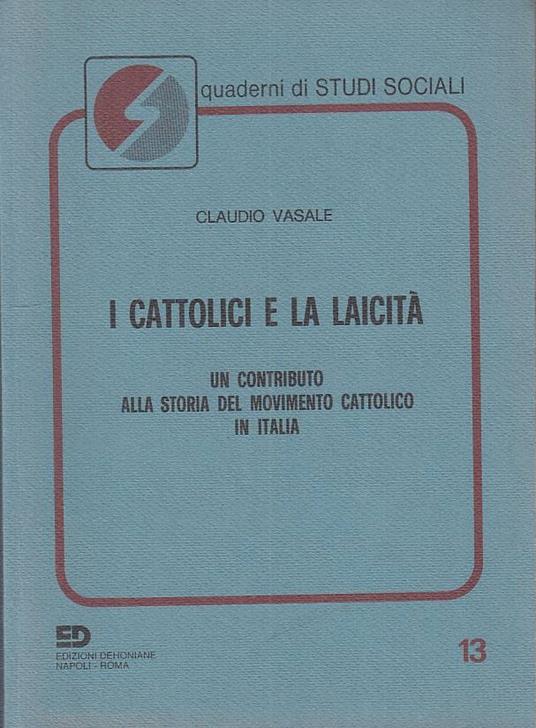 quaderni di STUDI SOCIALI
CLAUDIO VASALE
I CATTOLICI E LA LAICITÀ
UN CONTRIBUTO
ALLA STORIA DEL MOVIMENTO CATTOLICO
IN ITALIA
ED
EDIZIONI DEHONIANE
NAPOLI - ROMA
13